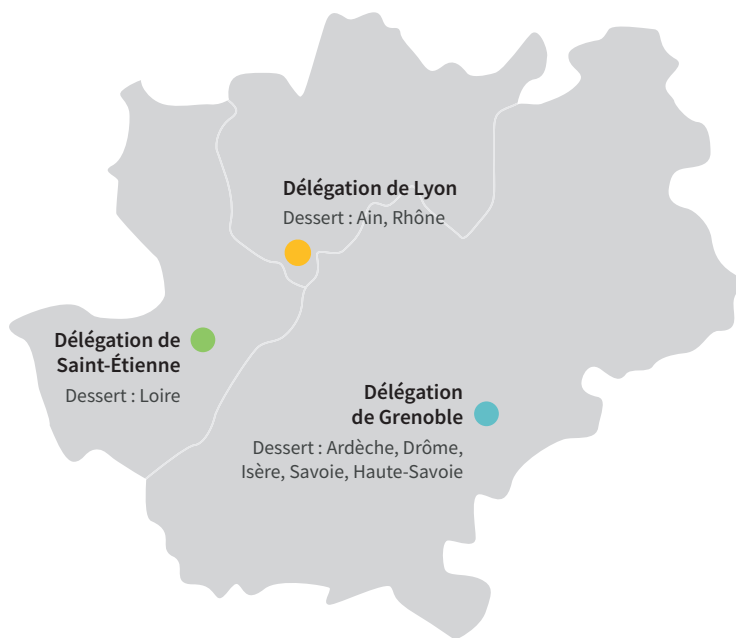 Délégation de Lyon
Dessert : Ain, Rhône
Délégation de
Saint-Étienne
Dessert : Loire
Délégation
de Grenoble
Dessert : Ardèche, Drôme,
Isère, Savoie, Haute-Savoie